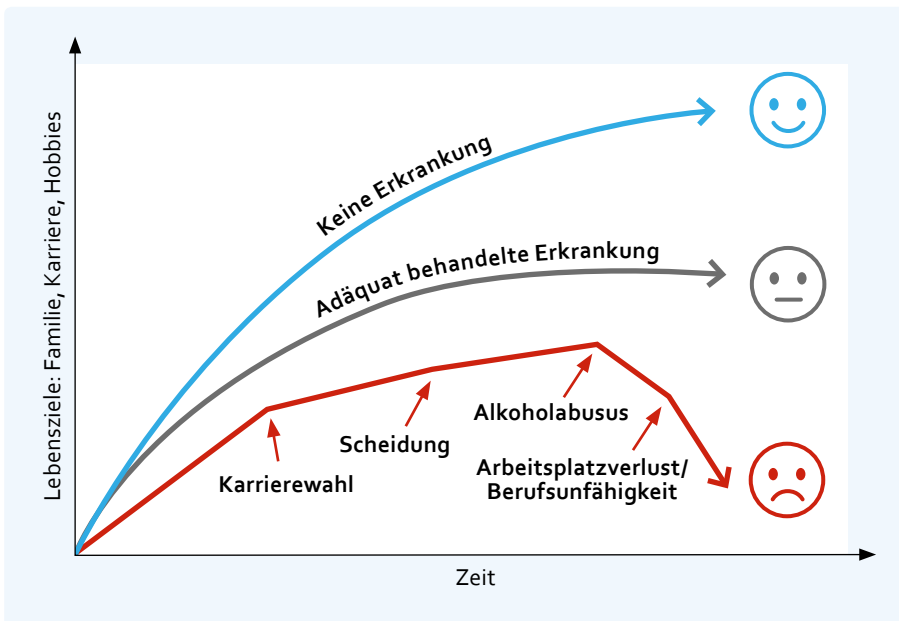 Lebensziele: Familie, Karriere, Hobbies
Keine Erkrankung
Adäquat behandelte Erkrankung
Alkoholabusus
Scheidung
Arbeitsplatzverlust/
Berufsunfähigkeit
Karrierewahl
Zeit